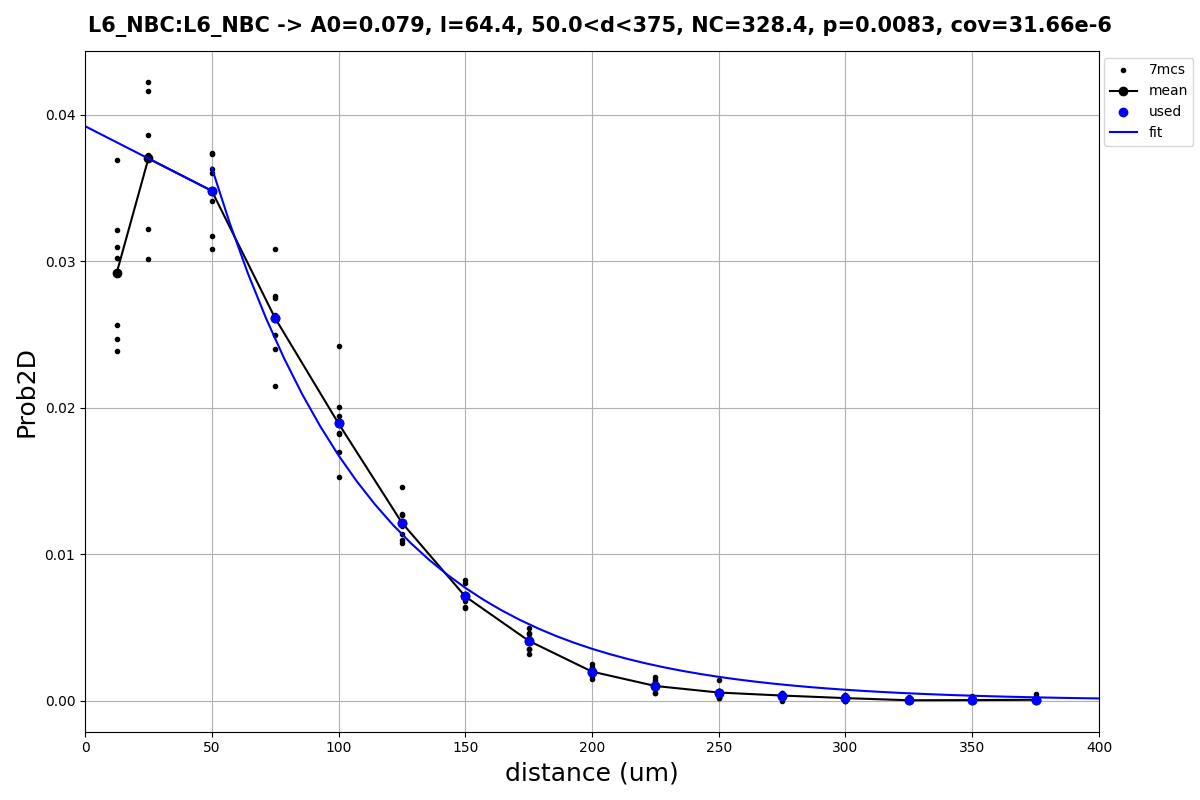 L6_NBC:L6_NBC -> A0=0.079, l=64.4, 50.0<d<375, NC=328.4, p=0.0083, cov=31.66e-6
7mcs
mean
used
fit
Prob2D
0.04
0.03
0.02
0.01
0.00
0 50 100 150 200 250 300 350 400
distance (um)